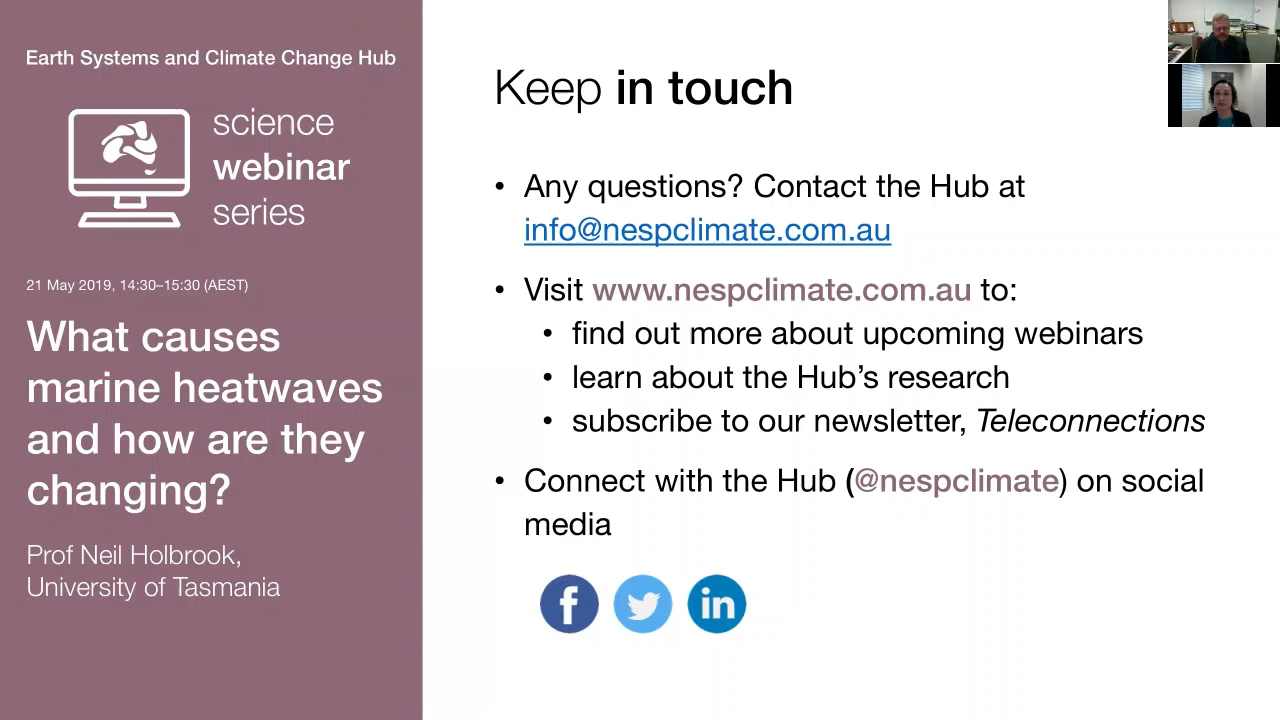 Earth Systems and Climate Change Hub
science
webinar
series
21 May 2019, 14:30–15:30 (AEST)
What causes
marine heatwaves
and how are they
changing?
Prof Neil Holbrook,
University of Tasmania
Keep in touch
• Any questions? Contact the Hub at
info@nespclimate.com.au
• Visit www.nespclimate.com.au to:
• find out more about upcoming webinars
• learn about the Hub’s research
• subscribe to our newsletter, Teleconnections
• Connect with the Hub (@nespclimate) on social
media
f
in